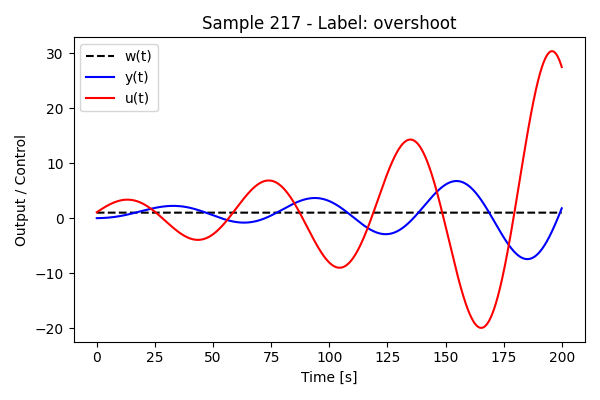 Sample 217 - Label: overshoot
w(t)
y(t)
u(t)
Output / Control
30
20
10
0
−10
−20
0 25 50 75 100 125 150 175 200
Time [s]